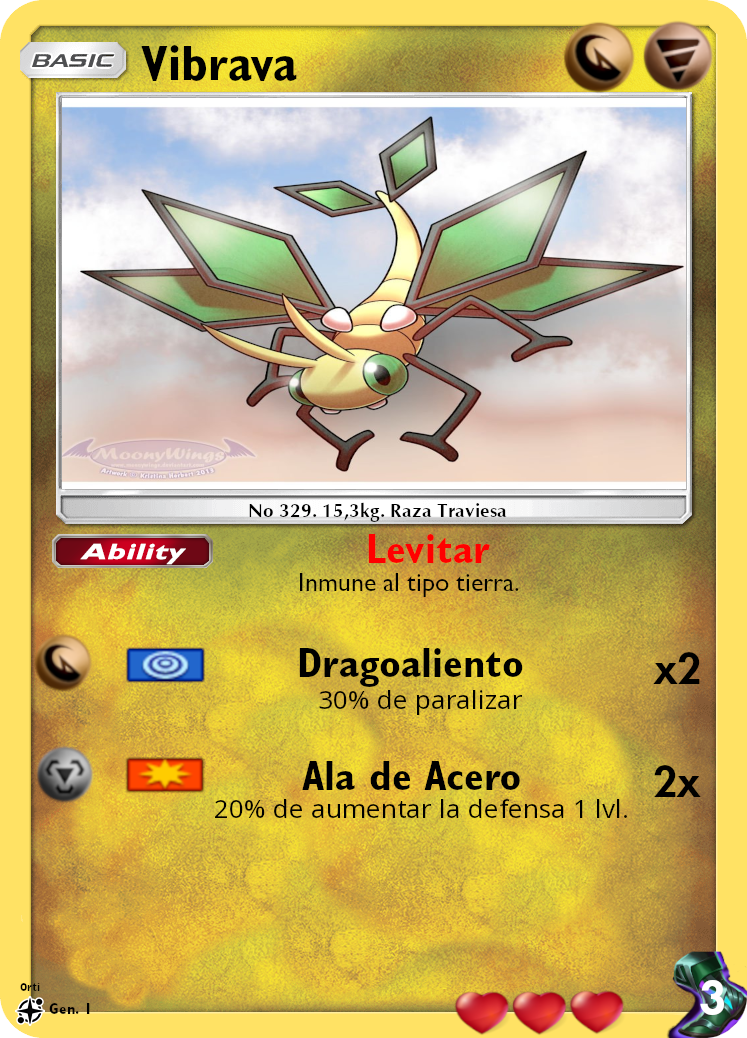 BASIC Vibrava
MoonyWings
No 329. 15,3kg. Raza Traviesa
Ability Levitar
Inmune al tipo tierra.
Dragoaliento x2
30% de paralizar
Ala de Acero 2x
20% de aumentar la defensa 1 lvl.
Orti
Gen. 1
3